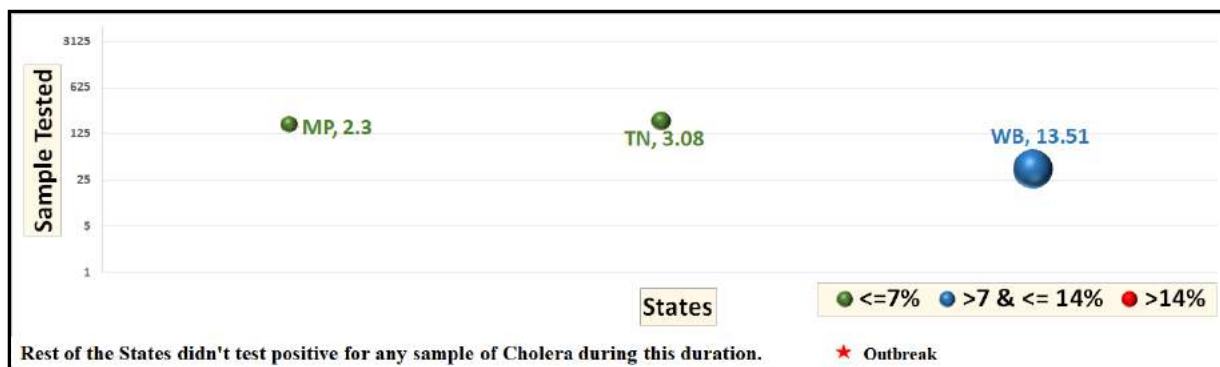 3125
625
125
25
5
1
Sample Tested
MP, 2.3
TN, 3.08
WB, 13.51
States
<=7% >7 & <= 14% >14%
Rest of the States didn't test positive for any sample of Cholera during this duration. ★ Outbreak